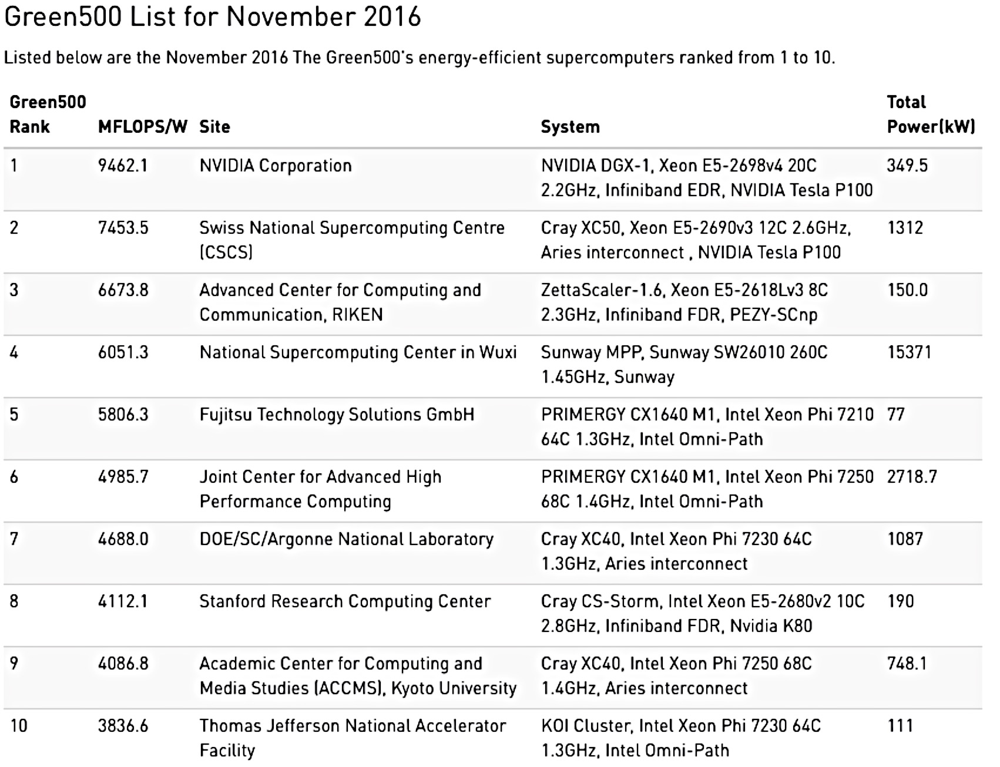 Green500 List for November 2016
Listed below are the November 2016 The Green500's energy-efficient supercomputers ranked from 1 to 10.
Green500 Total
Rank MFLOPS/W Site System Power(kW)
1 9462.1 NVIDIA Corporation NVIDIA DGX-1, Xeon E5-2698v4 20C 349.5
2.2GHz, Infiniband EDR, NVIDIA Tesla P100
2 7453.5 Swiss National Supercomputing Centre Cray XC50, Xeon E5-2690v3 12C 2.6GHz, 1312
(CSCS) Aries interconnect , NVIDIA Tesla P100
3 6673.8 Advanced Center for Computing and ZettaScaler-1.6, Xeon E5-2618Lv3 8C 150.0
Communication, RIKEN 2.3GHz, Infiniband FDR, PEZY-SCnp
4 6051.3 National Supercomputing Center in Wuxi Sunway MPP, Sunway SW26010 260C 15371
1.45GHz, Sunway
5 5806.3 Fujitsu Technology Solutions GmbH PRIMERGY CX1640 M1, Intel Xeon Phi 7210 77
64C 1.3GHz, Intel Omni-Path
6 4985.7 Joint Center for Advanced High PRIMERGY CX1640 M1, Intel Xeon Phi 7250 2718.7
Performance Computing 68C 1.4GHz, Intel Omni-Path
7 4688.0 DOE/SC/Argonne National Laboratory Cray XC40, Intel Xeon Phi 7230 64C 1087
1.3GHz, Aries interconnect
8 4112.1 Stanford Research Computing Center Cray CS-Storm, Intel Xeon E5-2680v2 10C 190
2.8GHz, Infiniband FDR, Nvidia K80
9 4086.8 Academic Center for Computing and Cray XC40, Intel Xeon Phi 7250 68C 748.1
Media Studies (ACCMS), Kyoto University 1.4GHz, Aries interconnect
10 3836.6 Thomas Jefferson National Accelerator KOI Cluster, Intel Xeon Phi 7230 64C 111
Facility 1.3GHz, Intel Omni-Path